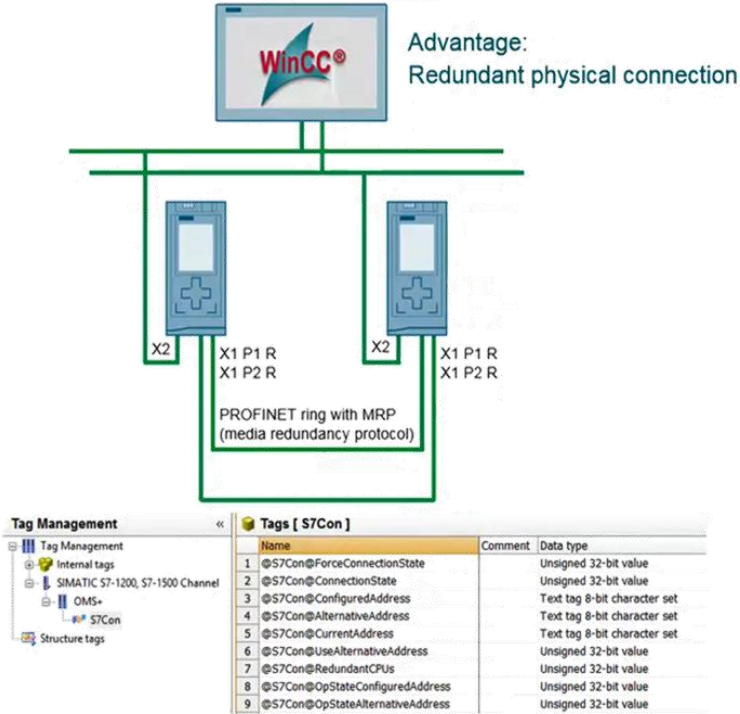 WinCC®
Advantage:
Redundant physical connection
X2
X1 P1 R
X1 P2 R
X2
X1 P1 R
X1 P2 R
PROFINET ring with MRP
(media redundancy protocol)
Tag Management «
Tag Management
Internal tags
SIMATIC S7-1200, S7-1500 Channel
OMS+
S7Con
Structure tags
Tags [ S7Con ]
Name Comment Data type
1 @S7Con@ForceConnectionState Unsigned 32-bit value
2 @S7Con@ConnectionState Unsigned 32-bit value
3 @S7Con@ConfiguredAddress Text tag 8-bit character set
4 @S7Con@AlternativeAddress Text tag 8-bit character set
5 @S7Con@CurrentAddress Text tag 8-bit character set
6 @S7Con@UseAlternativeAddress Unsigned 32-bit value
7 @S7Con@RedundantCPUs Unsigned 32-bit value
8 @S7Con@OpStateConfiguredAddress Unsigned 32-bit value
9 @S7Con@OpStateAlternativeAddress Unsigned 32-bit value